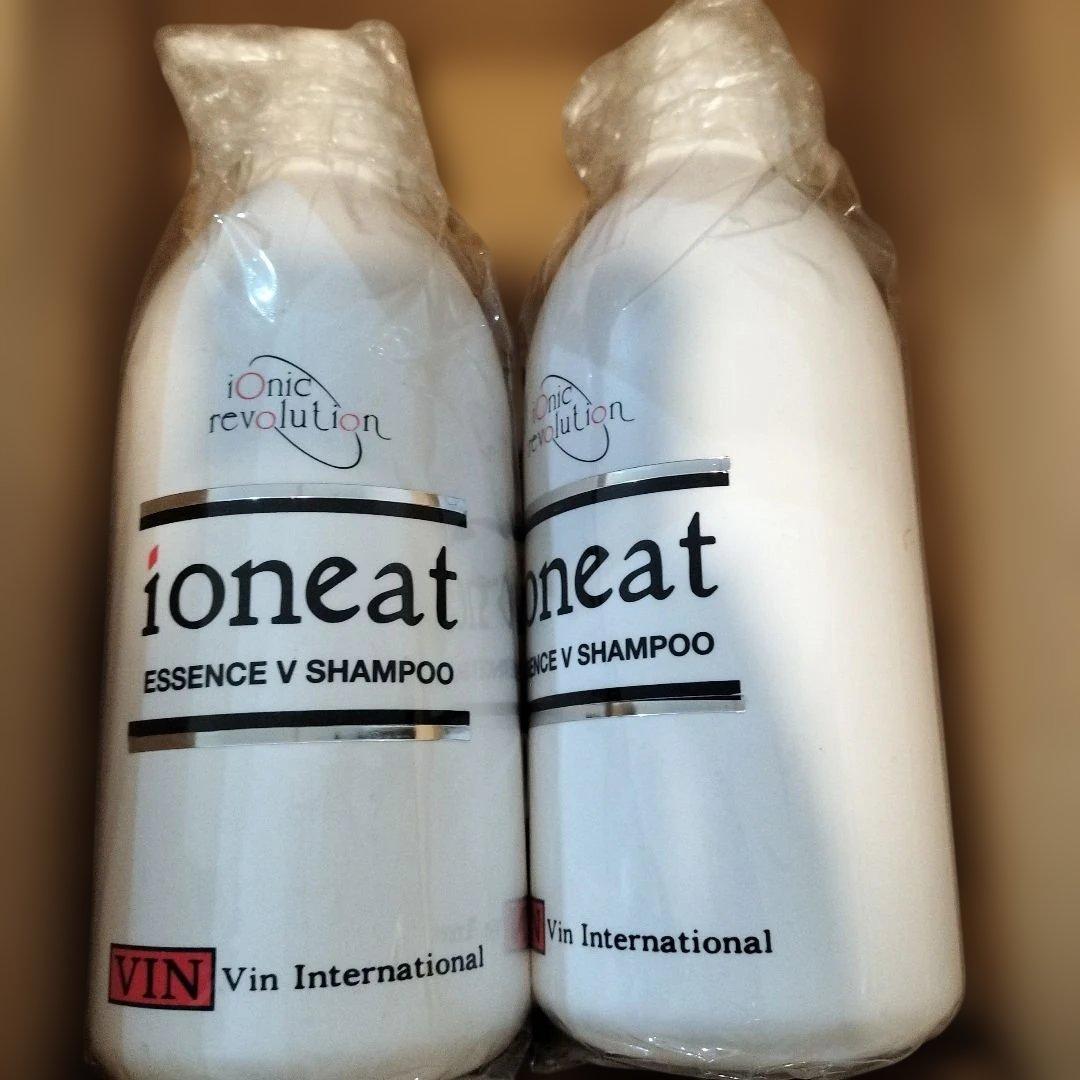 iOnic
revolution
ioneat
ESSENCE V SHAMPOO
VIN Vin International
iOnic
revolution
oneat
ENCE V SHAMPOO
Vin International